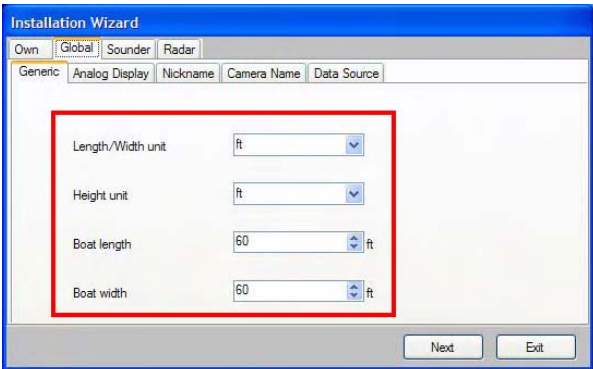 Installation Wizard
Own Global Sounder Radar
Generic Analog Display Nickname Camera Name Data Source
Length/Width unit ft
Height unit ft
Boat length 60 ft
Boat width 60 ft
Next Exit